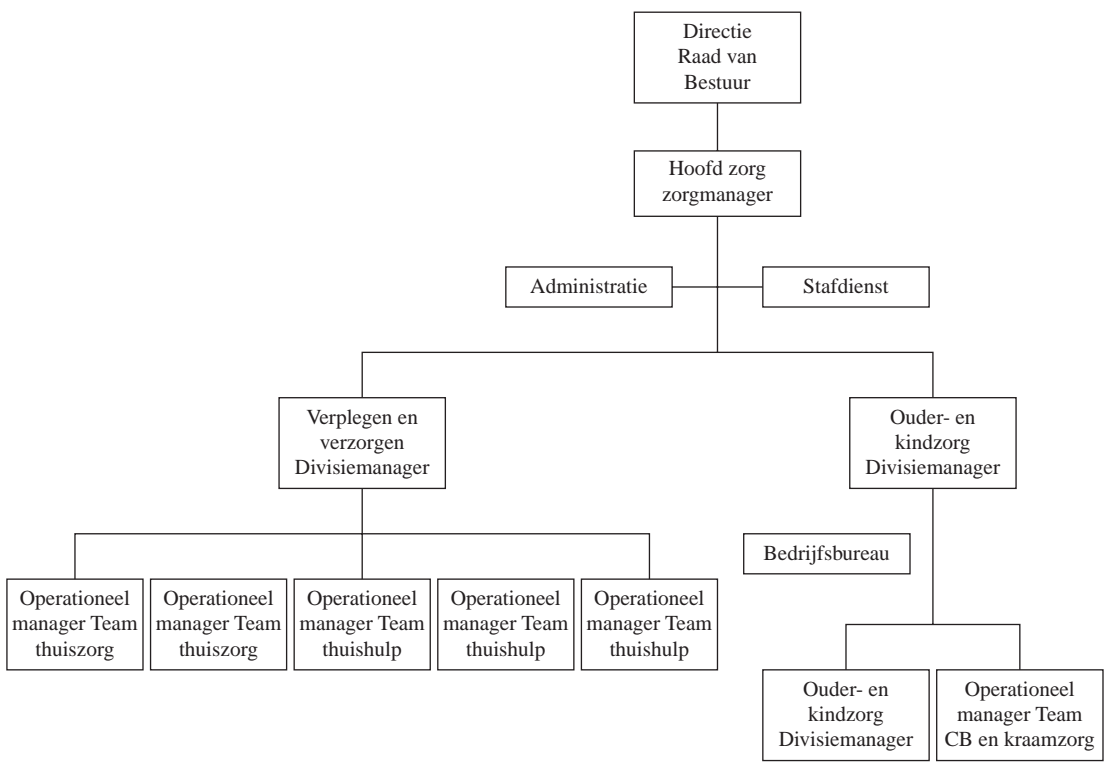 Directie
Raad van
Bestuur
Hoofd zorg
zorgmanager
Administratie
Stafdienst
Verplegen en
verzorgen
Divisiemanager
Ouder- en
kindzorg
Divisiemanager
Bedrijfsbureau
Operationeel
manager Team
thuiszorg
Operationeel
manager Team
thuiszorg
Operationeel
manager Team
thuishulp
Operationeel
manager Team
thuishulp
Operationeel
manager Team
thuishulp
Ouder- en
kindzorg
Divisiemanager
Operationeel
manager Team
CB en kraamzorg